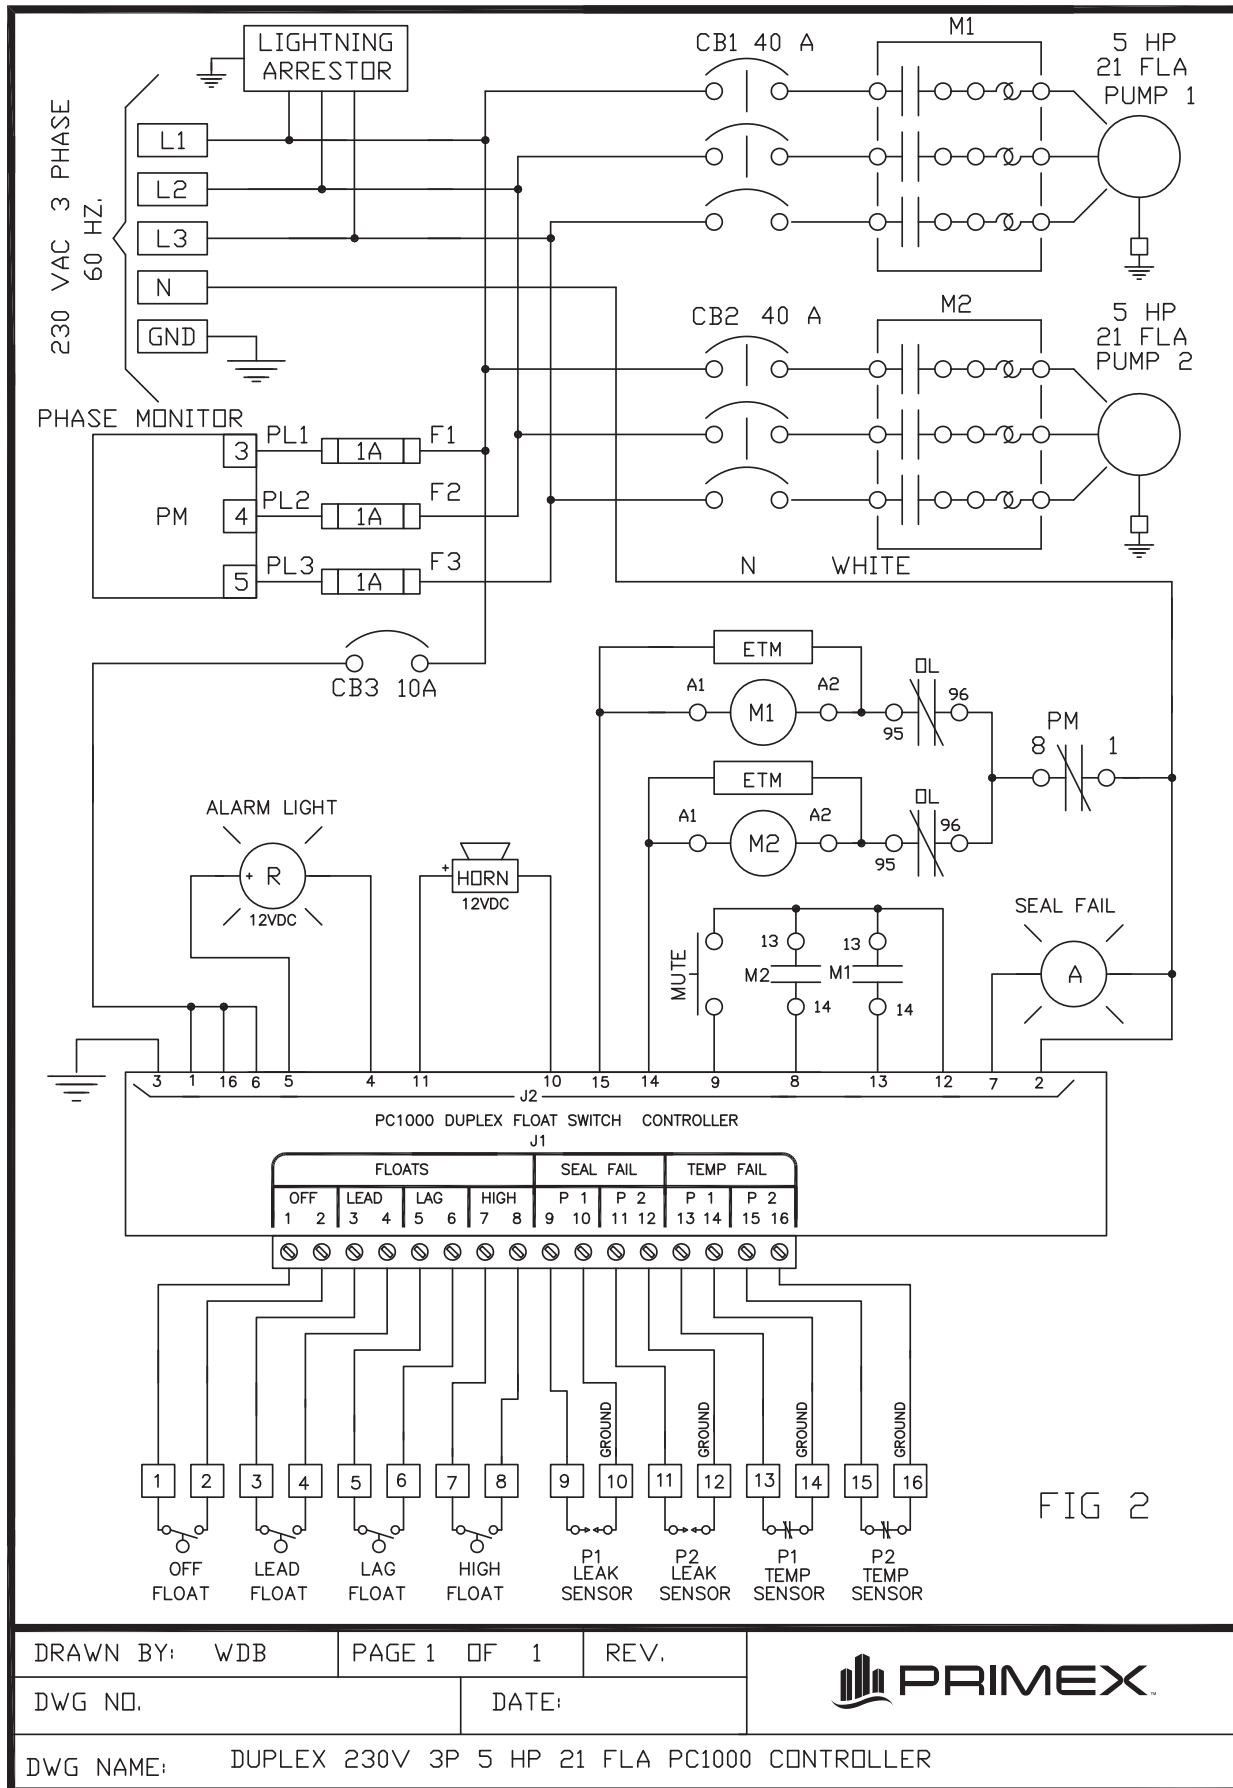 LIGHTNING
ARRESTOR
230 VAC 3 PHASE
60 HZ.
L1
L2
L3
N
GND
CB1 40 A
M1
5 HP
21 FLA
PUMP 1
CB2 40 A
M2
5 HP
21 FLA
PUMP 2
PHASE MONITOR
PM
3 PL1 1A F1
4 PL2 1A F2
5 PL3 1A F3
N WHITE
CB3 10A
ETM
A1 M1 A2
OL
95 96
PM
8 1
ETM
A1 M2 A2
OL
95 96
ALARM LIGHT
+ R
12VDC
+ HORN
12VDC
MUTE
13 13
M2 M1
14 14
SEAL FAIL
A
3 1 16 6 5 4 11 10 15 14 9 8 13 12 7 2
J2
PC1000 DUPLEX FLOAT SWITCH CONTROLLER
J1
FLOATS SEAL FAIL TEMP FAIL
OFF LEAD LAG HIGH P 1 P 2 P 1 P 2
1 2 3 4 5 6 7 8 9 10 11 12 13 14 15 16
GROUND GROUND GROUND GROUND
1 2 3 4 5 6 7 8 9 10 11 12 13 14 15 16
OFF
FLOAT
LEAD
FLOAT
LAG
FLOAT
HIGH
FLOAT
P1
LEAK
SENSOR
P2
LEAK
SENSOR
P1
TEMP
SENSOR
P2
TEMP
SENSOR
FIG 2
DRAWN BY: WDB
PAGE 1 OF 1
REV.
DWG NO.
DATE:
PRIMEX™
DWG NAME: DUPLEX 230V 3P 5 HP 21 FLA PC1000 CONTROLLER